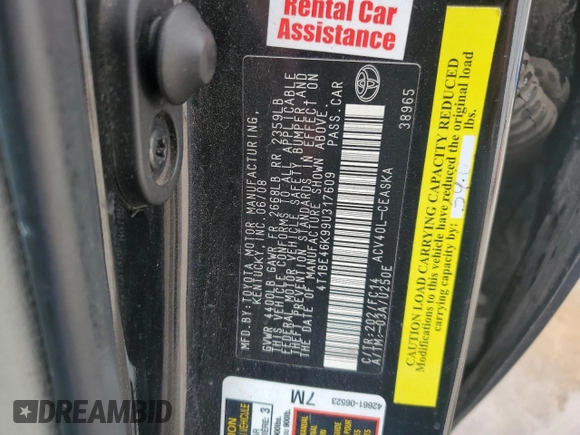 Rental Car
Assistance
MFD.BY:TOYOTA MOTOR MANUFACTURING,
KENTUCKY, INC. 06/08
GVWR 4400LB GAWR FR 2668LB RR 2359LB
THIS VEHICLE CONFORMS TO ALL APPLICABLE
FEDERAL MOTOR VEHICLE SAFETY, BUMPER, AND
THEFT PREVENTION STANDARDS IN EFFECT ON
THE DATE OF MANUFACTURE SHOWN ABOVE.
4T1BE46K99U317609 PASS.CAR
C/TR:202/FC14 ACV40L-CEASKA
A/TM:-03A/U250E
38965
CAUTION LOAD CARRYING CAPACITY REDUCED
Modifications to this vehicle have reduced the original load
carrying capacity by: lbs.
42661-06523
7M
DREAMBID